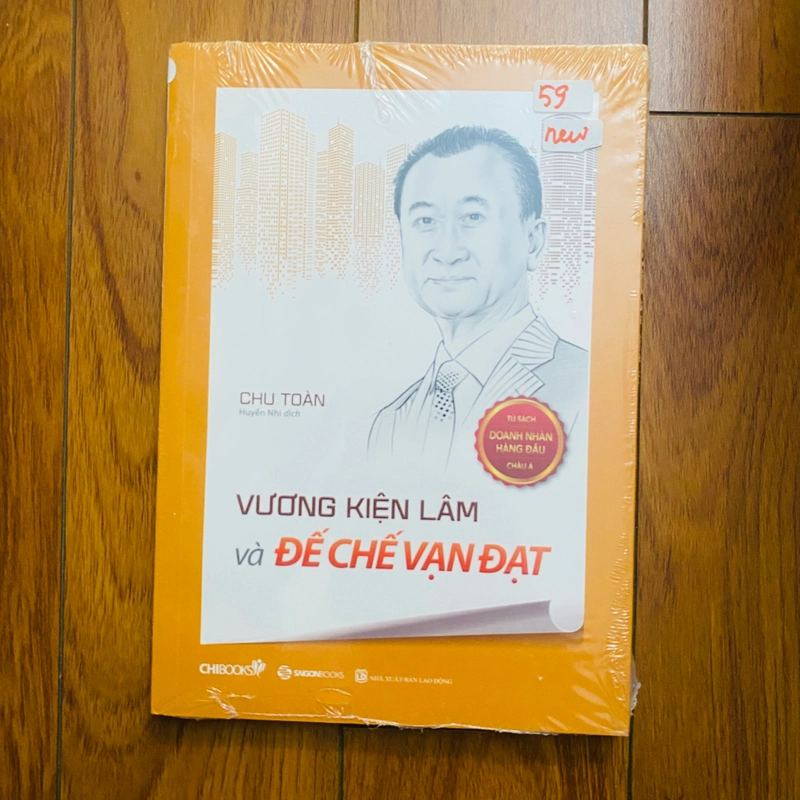 59
new
CHU TOÀN
Huyền Nhi dịch
TỦ SÁCH
DOANH NHÂN
HÀNG ĐẦU
CHÂU Á
VƯƠNG KIỆN LÂM
và ĐẾ CHẾ VẠN ĐẠT
CHIBOOKS
SAIGONBOOKS
NHÀ XUẤT BẢN LAO ĐỘNG